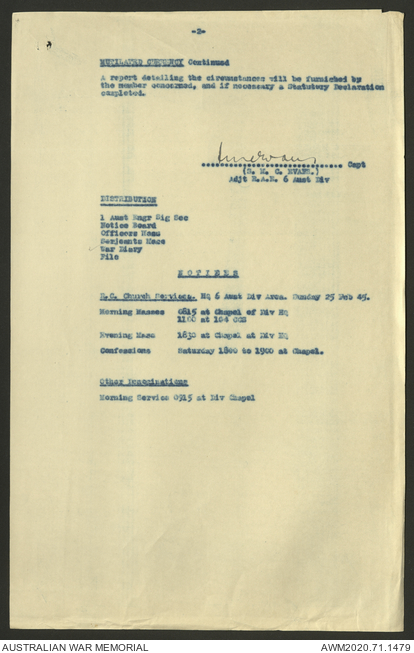 -2-
MUTILATED CURRENCY Continued
A report detailing the circumstances will be furnished by
the member concerned, and if necessary a Statutory Declaration
completed.
Capt
(S. M. C. EVANS.)
Adjt R.A.E. 6 Aust Div
DISTRIBUTION
1 Aust Engr Sig Sec
Notice Board
Officers Mess
Serjeants Mess
War Diary
File
NOTICES
R.C. Church Services. HQ 6 Aust Div Area. Sunday 25 Feb 45.
Morning Masses 0815 at Chapel of Div HQ
1100 at 104 CCS
Evening Mass 1830 at Chapel at Div HQ
Confessions Saturday 1800 to 1900 at Chapel.
Other Denominations
Morning Service 0915 at Div Chapel
AUSTRALIAN WAR MEMORIAL
AWM2020.71.1479